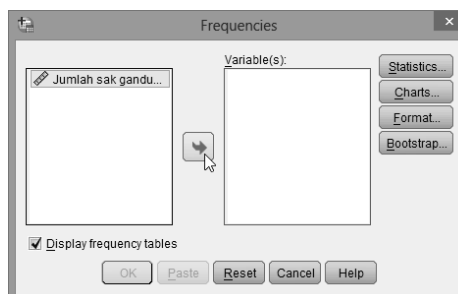 Frequencies
Variable(s):
Jumlah sak gandu...
Statistics...
Charts...
Format...
Bootstrap...
Display frequency tables
OK
Paste
Reset
Cancel
Help